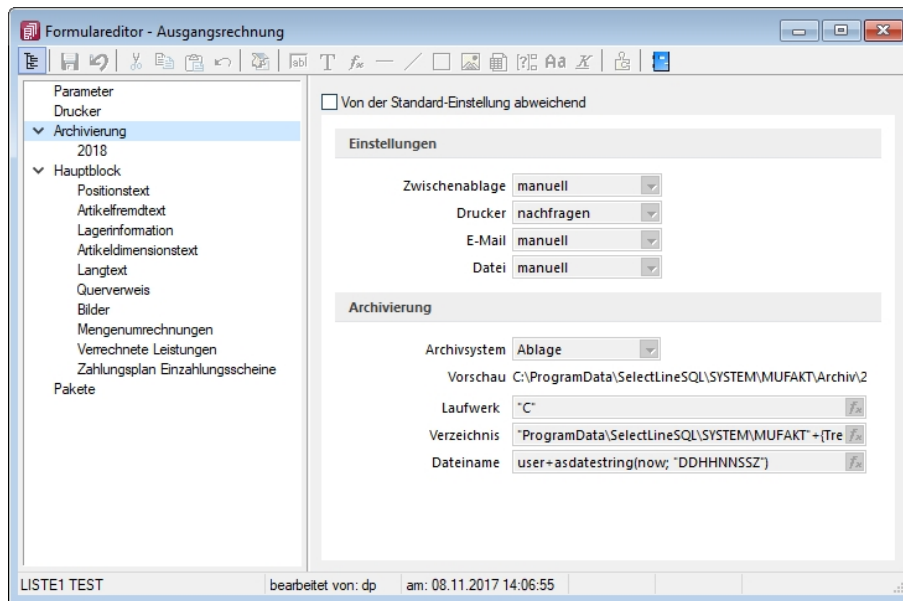 Formulareditor - Ausgangsrechnung
Parameter
Drucker
Archivierung
2018
Hauptblock
Positionstext
Artikelfremdtext
Lagerinformation
Artikeldimensionstext
Langtext
Querverweis
Bilder
Mengenumrechnungen
Verrechnete Leistungen
Zahlungsplan Einzahlungsscheine
Pakete
Von der Standard-Einstellung abweichend
Einstellungen
Zwischenablage manuell
Drucker nachfragen
E-Mail manuell
Datei manuell
Archivierung
Archivsystem Ablage
Vorschau C:\ProgramData\SelectLineSQL\SYSTEM\MUFAKT\Archiv\2
Laufwerk "C"
Verzeichnis "ProgramData\SelectLineSQL\SYSTEM\MUFAKT"+{Tre
Dateiname user+asdatestring(now; "DDHHNNSSZ")
LISTE1 TEST bearbeitet von: dp am: 08.11.2017 14:06:55